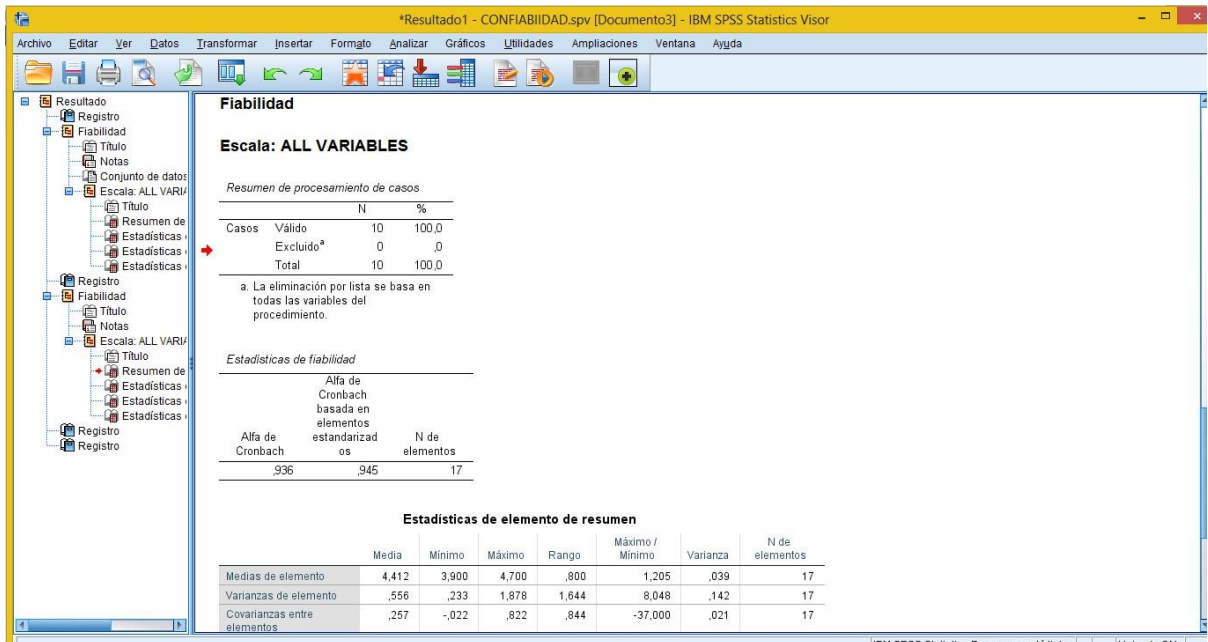 *Resultado1 - CONFIABIlDAD.spv [Documento3] - IBM SPSS Statistics Visor
Archivo Editar Ver Datos Transformar Insertar Formato Analizar Gráficos Utilidades Ampliaciones Ventana Ayuda
Resultado
Registro
Fiabilidad
Título
Notas
Conjunto de datos
Escala: ALL VARI
Título
Resumen de
Estadísticas
Estadísticas
Estadísticas
Registro
Fiabilidad
Título
Notas
Escala: ALL VARI
Título
Resumen de
Estadísticas
Estadísticas
Estadísticas
Registro
Registro
Fiabilidad
Escala: ALL VARIABLES
Resumen de procesamiento de casos
N %
Casos Válido 10 100,0
Excluido a 0 ,0
Total 10 100,0
a. La eliminación por lista se basa en
todas las variables del
procedimiento.
Estadísticas de fiabilidad
Alfa de
Cronbach
basada en
elementos
Alfa de estandarizad N de
Cronbach os elementos
,936 ,945 17
Estadísticas de elemento de resumen
Máximo / N de
Media Mínimo Máximo Rango Mínimo Varianza elementos
Medias de elemento 4,412 3,900 4,700 ,800 1,205 ,039 17
Varianzas de elemento ,556 ,233 1,878 1,644 8,048 ,142 17
Covarianzas entre ,257 -,022 ,822 ,844 -37,000 ,021 17
elementos